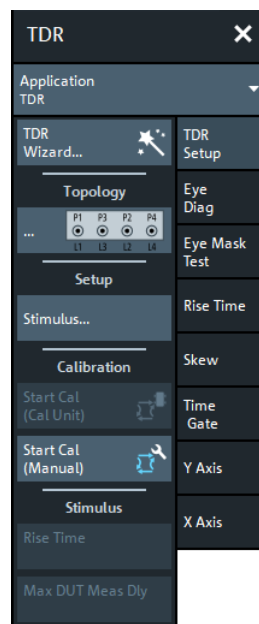 TDR
Application
TDR
TDR
Wizard...
Topology
...
P1 P3 P2 P4
L1 L3 L2 L4
Setup
Stimulus...
Calibration
Start Cal
(Cal Unit)
Start Cal
(Manual)
Stimulus
Rise Time
Max DUT Meas Dly
TDR
Setup
Eye
Diag
Eye Mask
Test
Rise Time
Skew
Time
Gate
Y Axis
X Axis